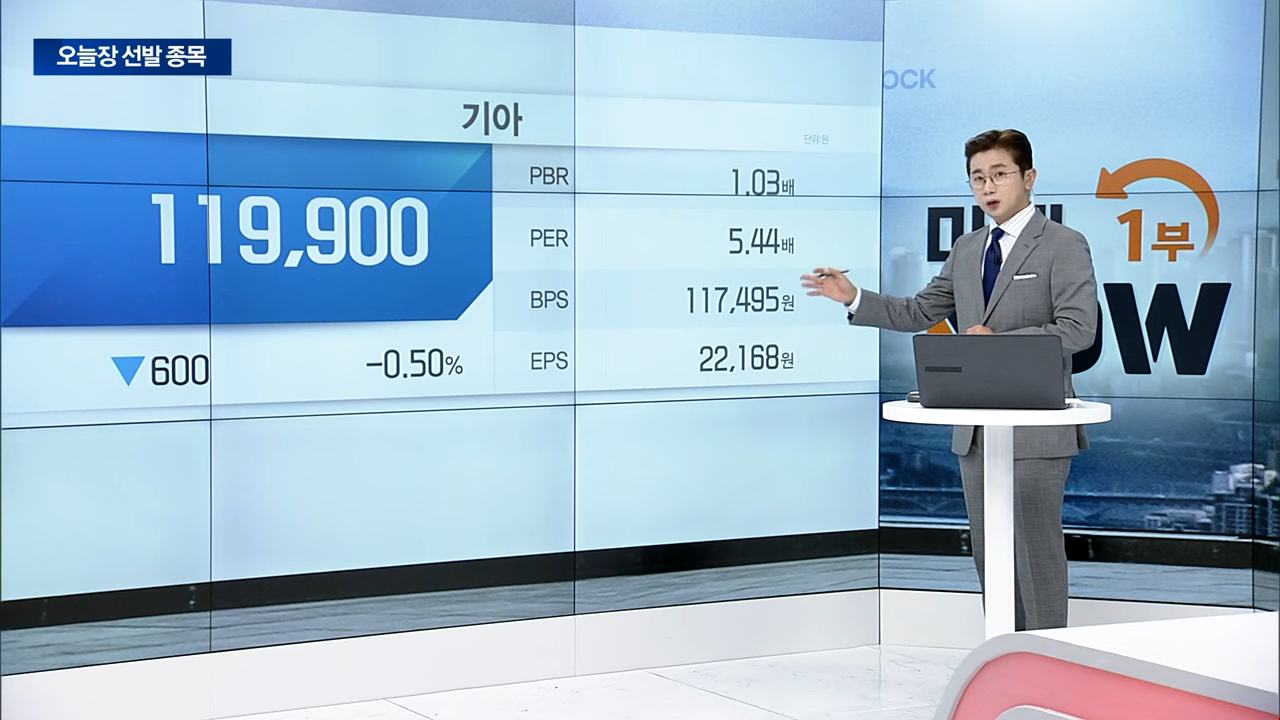 오늘장 선발 종목
기아
단위:원
119,900
▼600 -0.50%
PBR 1.03배
PER 5.44배
BPS 117,495원
EPS 22,168원
OCK
1부
OW